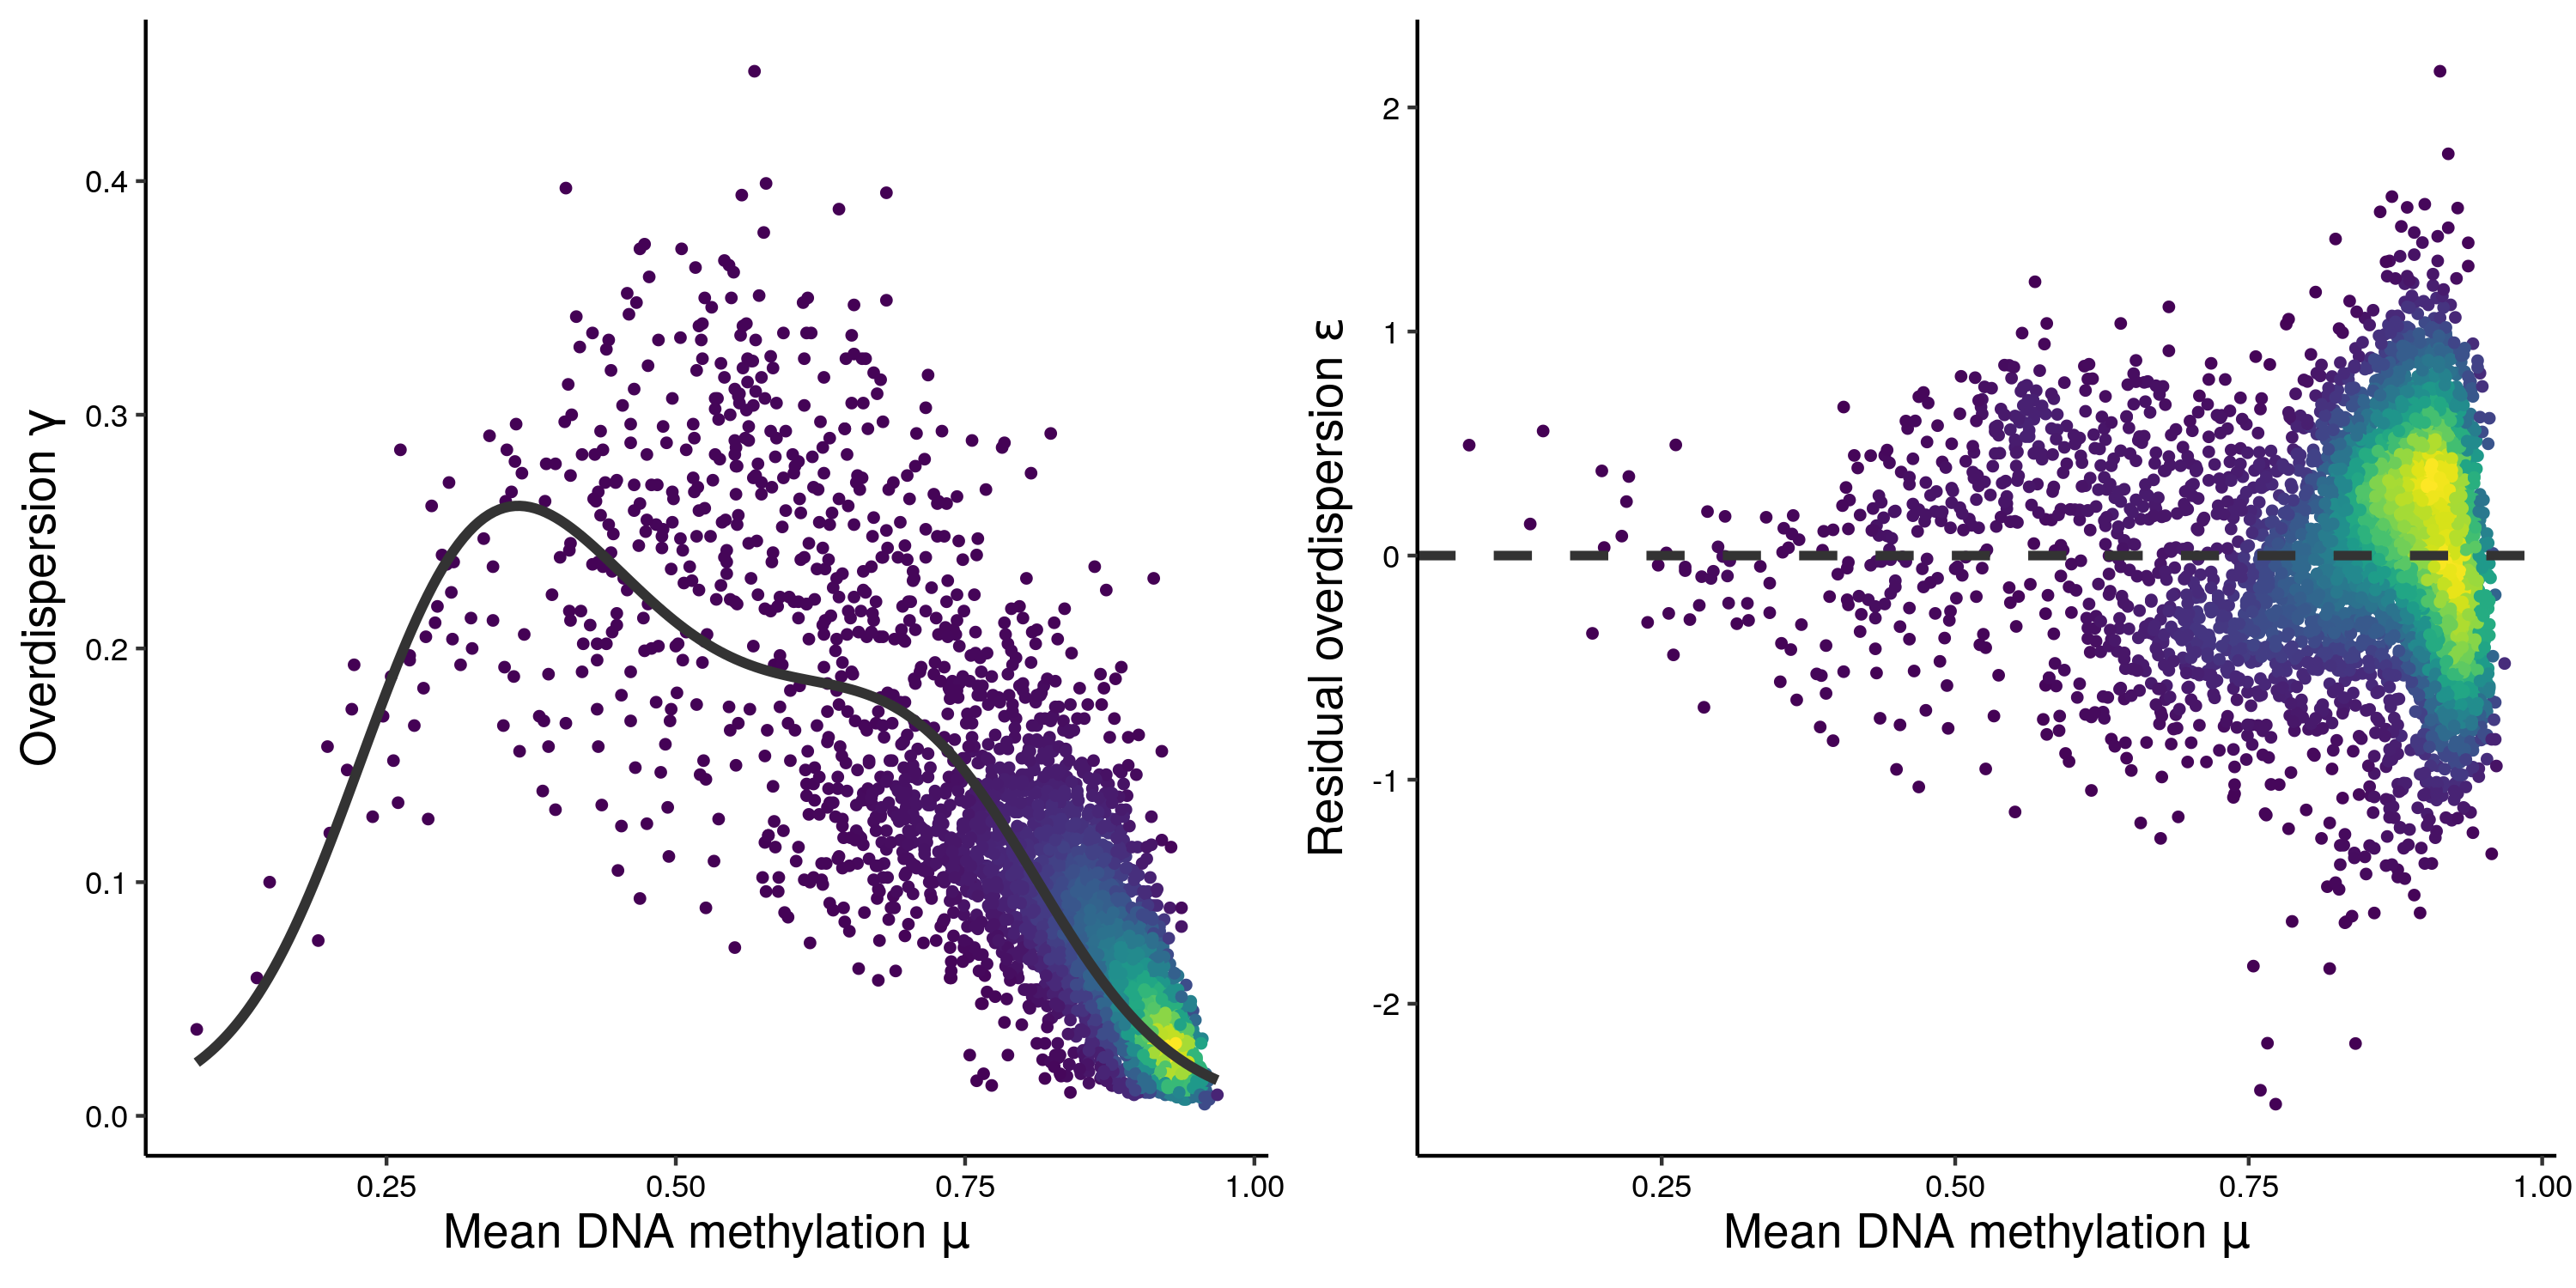 Overdispersion γ
0.4
0.3
0.2
0.1
0.0
0.25 0.50 0.75 1.00
Mean DNA methylation μ
Residual overdispersion ε
2
1
0
-1
-2
0.25 0.50 0.75 1.00
Mean DNA methylation μ